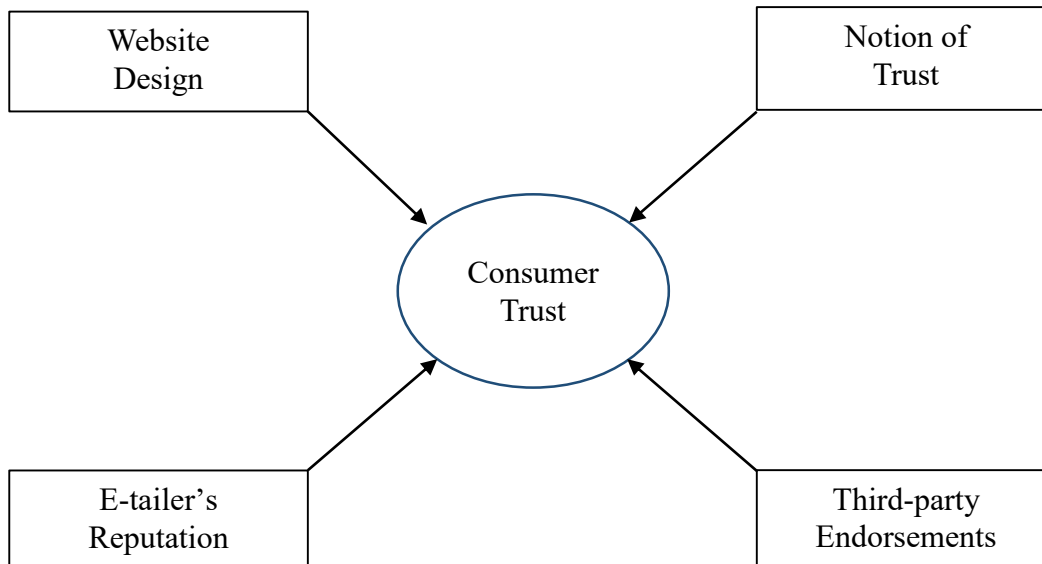 Website
Design
Notion of
Trust
Consumer
Trust
E-tailer’s
Reputation
Third-party
Endorsements